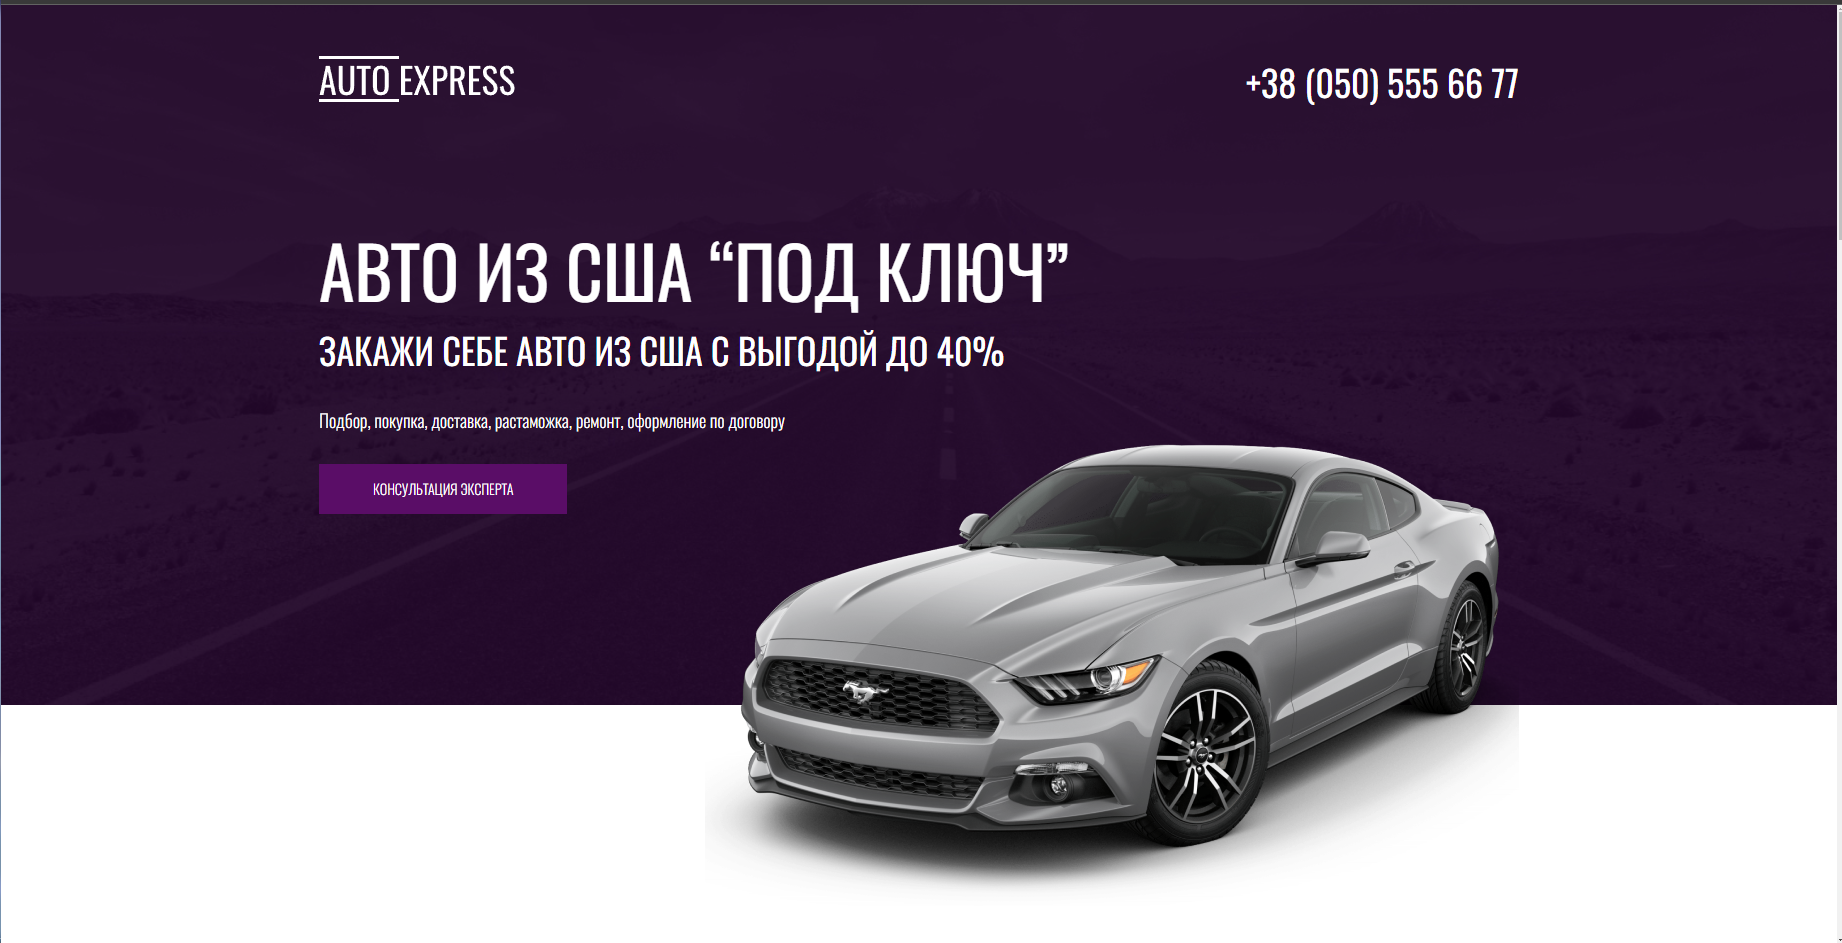 AUTO EXPRESS
+38 (050) 555 66 77
АВТО ИЗ США “ПОД КЛЮЧ”
ЗАКАЖИ СЕБЕ АВТО ИЗ США С ВЫГОДОЙ ДО 40%
Подбор, покупка, доставка, растаможка, ремонт, оформление по договору
КОНСУЛЬТАЦИЯ ЭКСПЕРТА